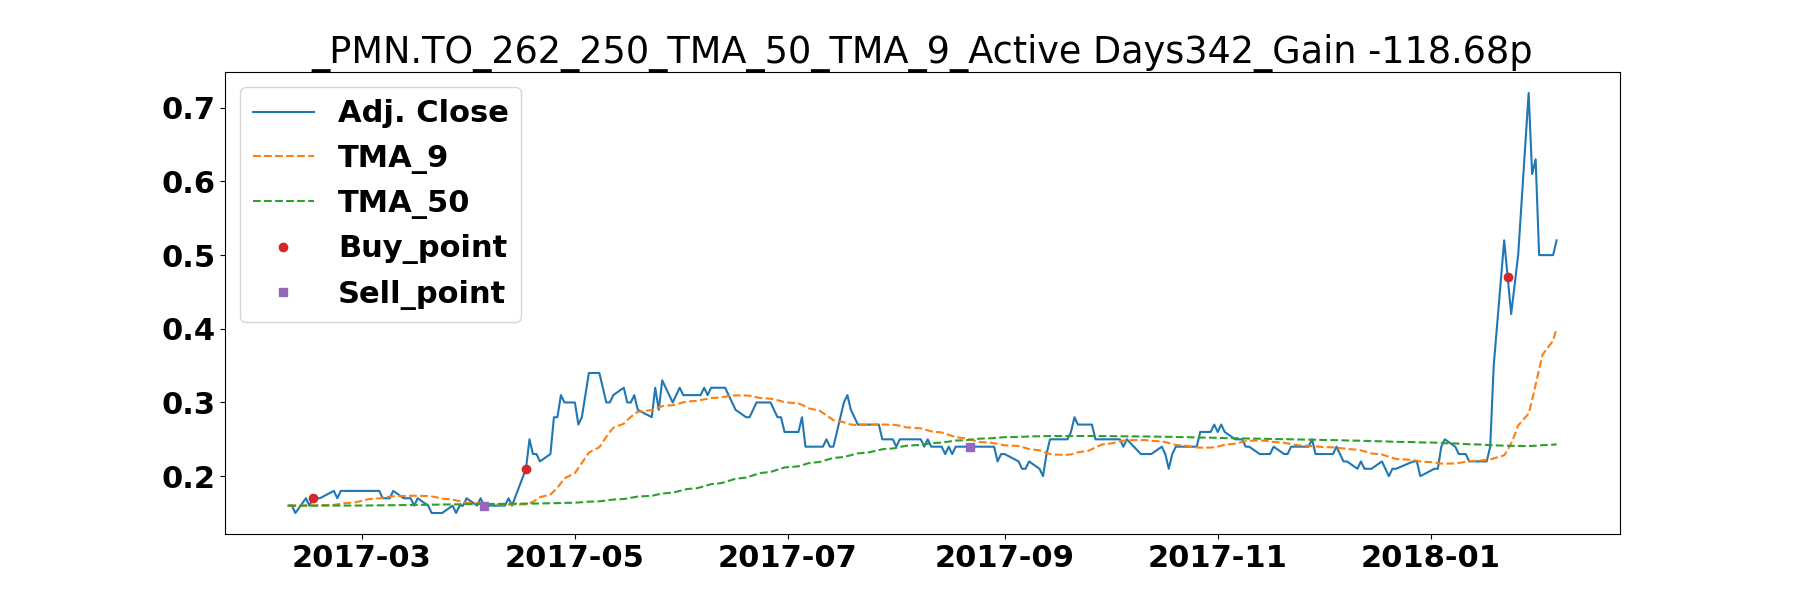 _PMN.TO_262_250_TMA_50_TMA_9_Active Days342_Gain -118.68p
0.7
0.6
0.5
0.4
0.3
0.2
Adj. Close
TMA_9
TMA_50
Buy_point
Sell_point
2017-03 2017-05 2017-07 2017-09 2017-11 2018-01